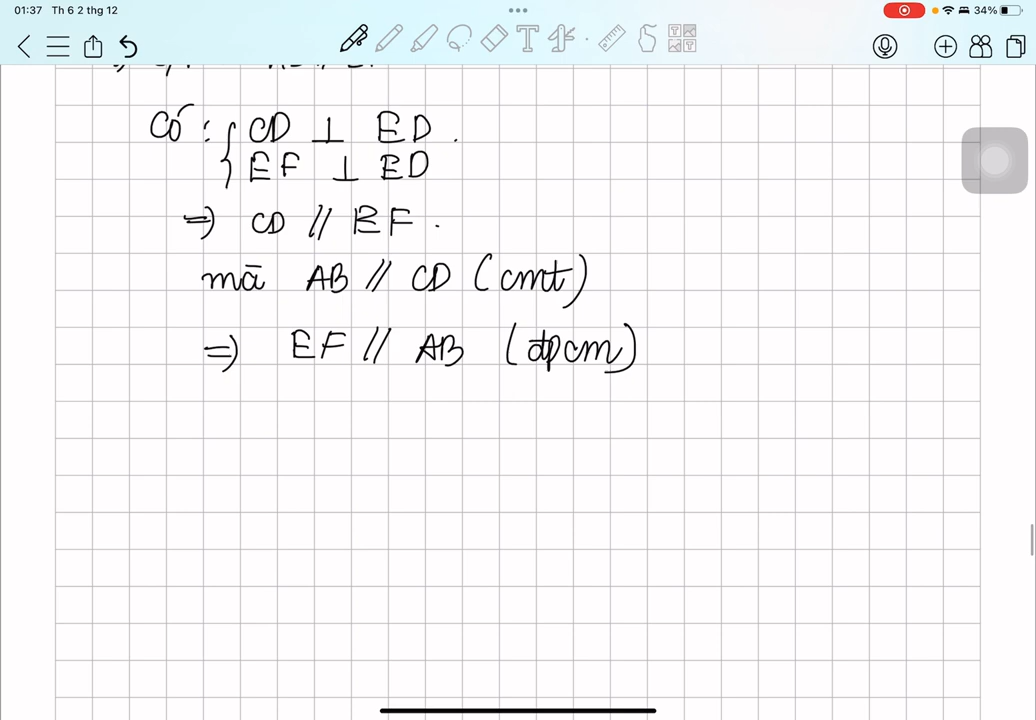 01:37 Th 6 2 thg 12 34%
Có : { CD ⊥ ED .
EF ⊥ ED
=> CD // EF .
mà AB // CD (cmt)
=> EF // AB (đpcm)